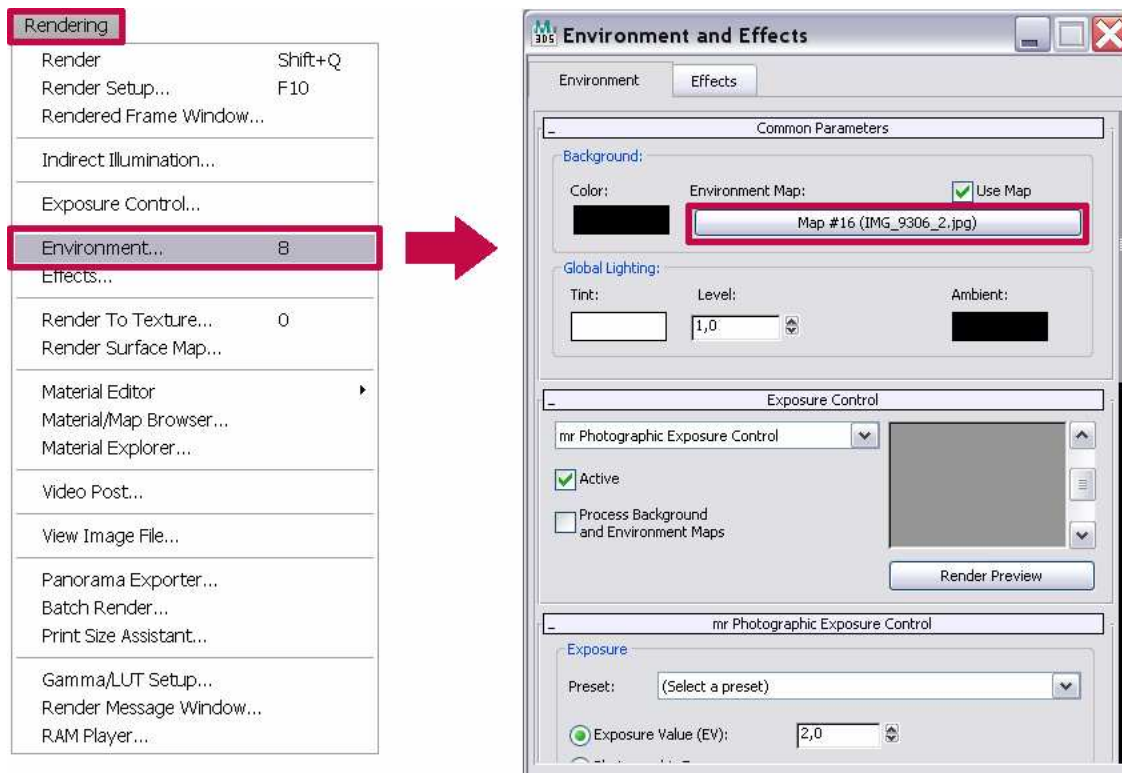 Rendering
Render Shift+Q
Render Setup... F10
Rendered Frame Window...
Indirect Illumination...
Exposure Control...
Environment... 8
Effects...
Render To Texture... 0
Render Surface Map...
Material Editor
Material/Map Browser...
Material Explorer...
Video Post...
View Image File...
Panorama Exporter...
Batch Render...
Print Size Assistant...
Gamma/LUT Setup...
Render Message Window...
RAM Player...
Environment and Effects
Environment Effects
Common Parameters
Background:
Color: Environment Map: Use Map
Map #16 (IMG_9306_2.jpg)
Global Lighting:
Tint: Level: Ambient:
1,0
Exposure Control
mr Photographic Exposure Control
Active
Process Background
and Environment Maps
Render Preview
mr Photographic Exposure Control
Exposure
Preset: (Select a preset)
Exposure Value (EV): 2,0